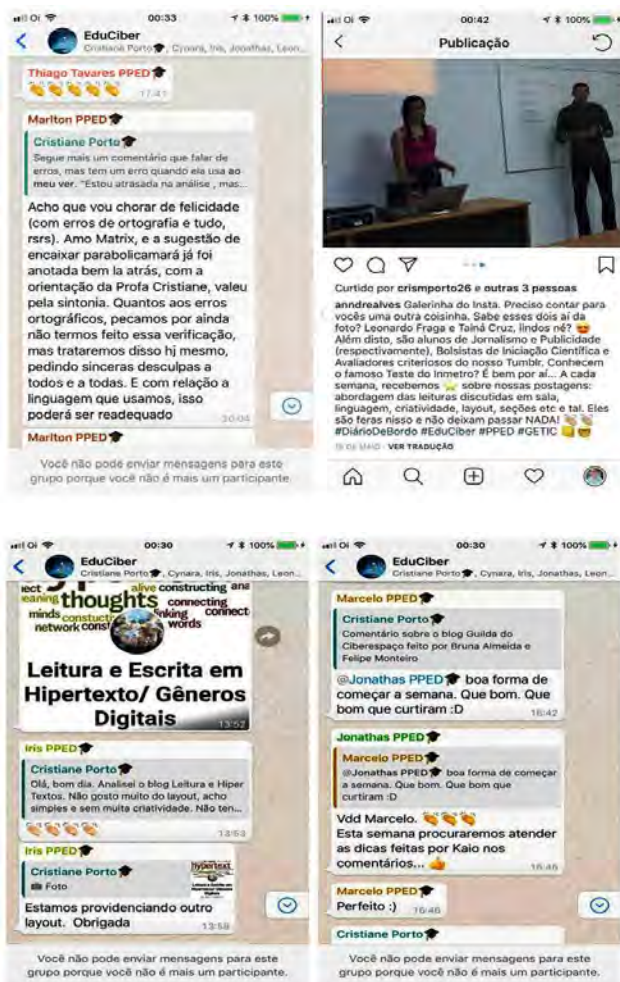 Oi 00:33 100%
EduCiber
Cristiane Porto, Cynara, Iris, Jonathas, Leon...
Thiago Tavares PPED
17:41
Marlton PPED
Cristiane Porto
Segue mais um comentário que falar de
erros, mas tem um erro quando ela usa ao
meu ver. "Estou atrasada na análise , mas...
Acho que vou chorar de felicidade
(com erros de ortografia e tudo,
rsrs). Amo Matrix, e a sugestão de
encaixar parabolicamará já foi
anotada bem la atrás, com a
orientação da Profa Cristiane, valeu
pela sintonia. Quantos aos erros
ortográficos, pecamos por ainda
não termos feito essa verificação,
mas trataremos disso hj mesmo,
pedindo sinceras desculpas a
todos e a todas. E com relação a
linguagem que usamos, isso
poderá ser readequado
20:04
Marlton PPED
Você não pode enviar mensagens para este
grupo porque você não é mais um participante.
Oi 00:42 100%
Publicação
Curtido por crismporto26 e outras 3 pessoas
anndrealves Galerinha do Insta. Preciso contar para
vocês uma outra coisinha. Sabe esses dois aí da
foto? Leonardo Fraga e Tainá Cruz, lindos né? 😍
Além disto, são alunos de Jornalismo e Publicidade
(respectivamente), Bolsistas de Iniciação Científica e
Avaliadores criteriosos do nosso Tumblr. Conhecem
o famoso Teste do Inmetro? É bem por aí... A cada
semana, recebemos ⭐ sobre nossas postagens:
abordagem das leituras discutidas em sala,
linguagem, criatividade, layout, seções etc e tal. Eles
são feras nisso e não deixam passar NADA! 👏👏
#DiárioDeBordo #EduCiber #PPED #GETIC
DE MAIO · VER TRADUÇÃO
Oi 00:30 100%
EduCiber
Cristiane Porto, Cynara, Iris, Jonathas, Leon...
alive constructing
thoughts connecting
minds linking connect
network words
Leitura e Escrita em
Hipertexto/ Gêneros
Digitais
13:52
Iris PPED
Cristiane Porto
Olá, bom dia. Analisei o blog Leitura e Hiper
Textos. Não gosto muito do layout, acho
simples e sem muita criatividade. Não ten...
👏👏👏👏
13:53
Iris PPED
Cristiane Porto
Foto
hypertext
Estamos providenciando outro
layout. Obrigada
13:58
Você não pode enviar mensagens para este
grupo porque você não é mais um participante.
Oi 00:30 100%
EduCiber
Cristiane Porto, Cynara, Iris, Jonathas, Leon...
Marcelo PPED
Cristiane Porto
Comentário sobre o blog Guilda do
Ciberespaço feito por Bruna Almeida e
Felipe Monteiro
@Jonathas PPED boa forma de
começar a semana. Que bom. Que
bom que curtiram :D
16:42
Jonathas PPED
Marcelo PPED
@Jonathas PPED boa forma de começar
a semana. Que bom. Que bom que
curtiram :D
Vdd Marcelo. 👏👏👏
Esta semana procuraremos atender
as dicas feitas por Kaio nos
comentários... 👍
16:46
Marcelo PPED
Perfeito :) 16:46
Cristiane Porto
Você não pode enviar mensagens para este
grupo porque você não é mais um participante.